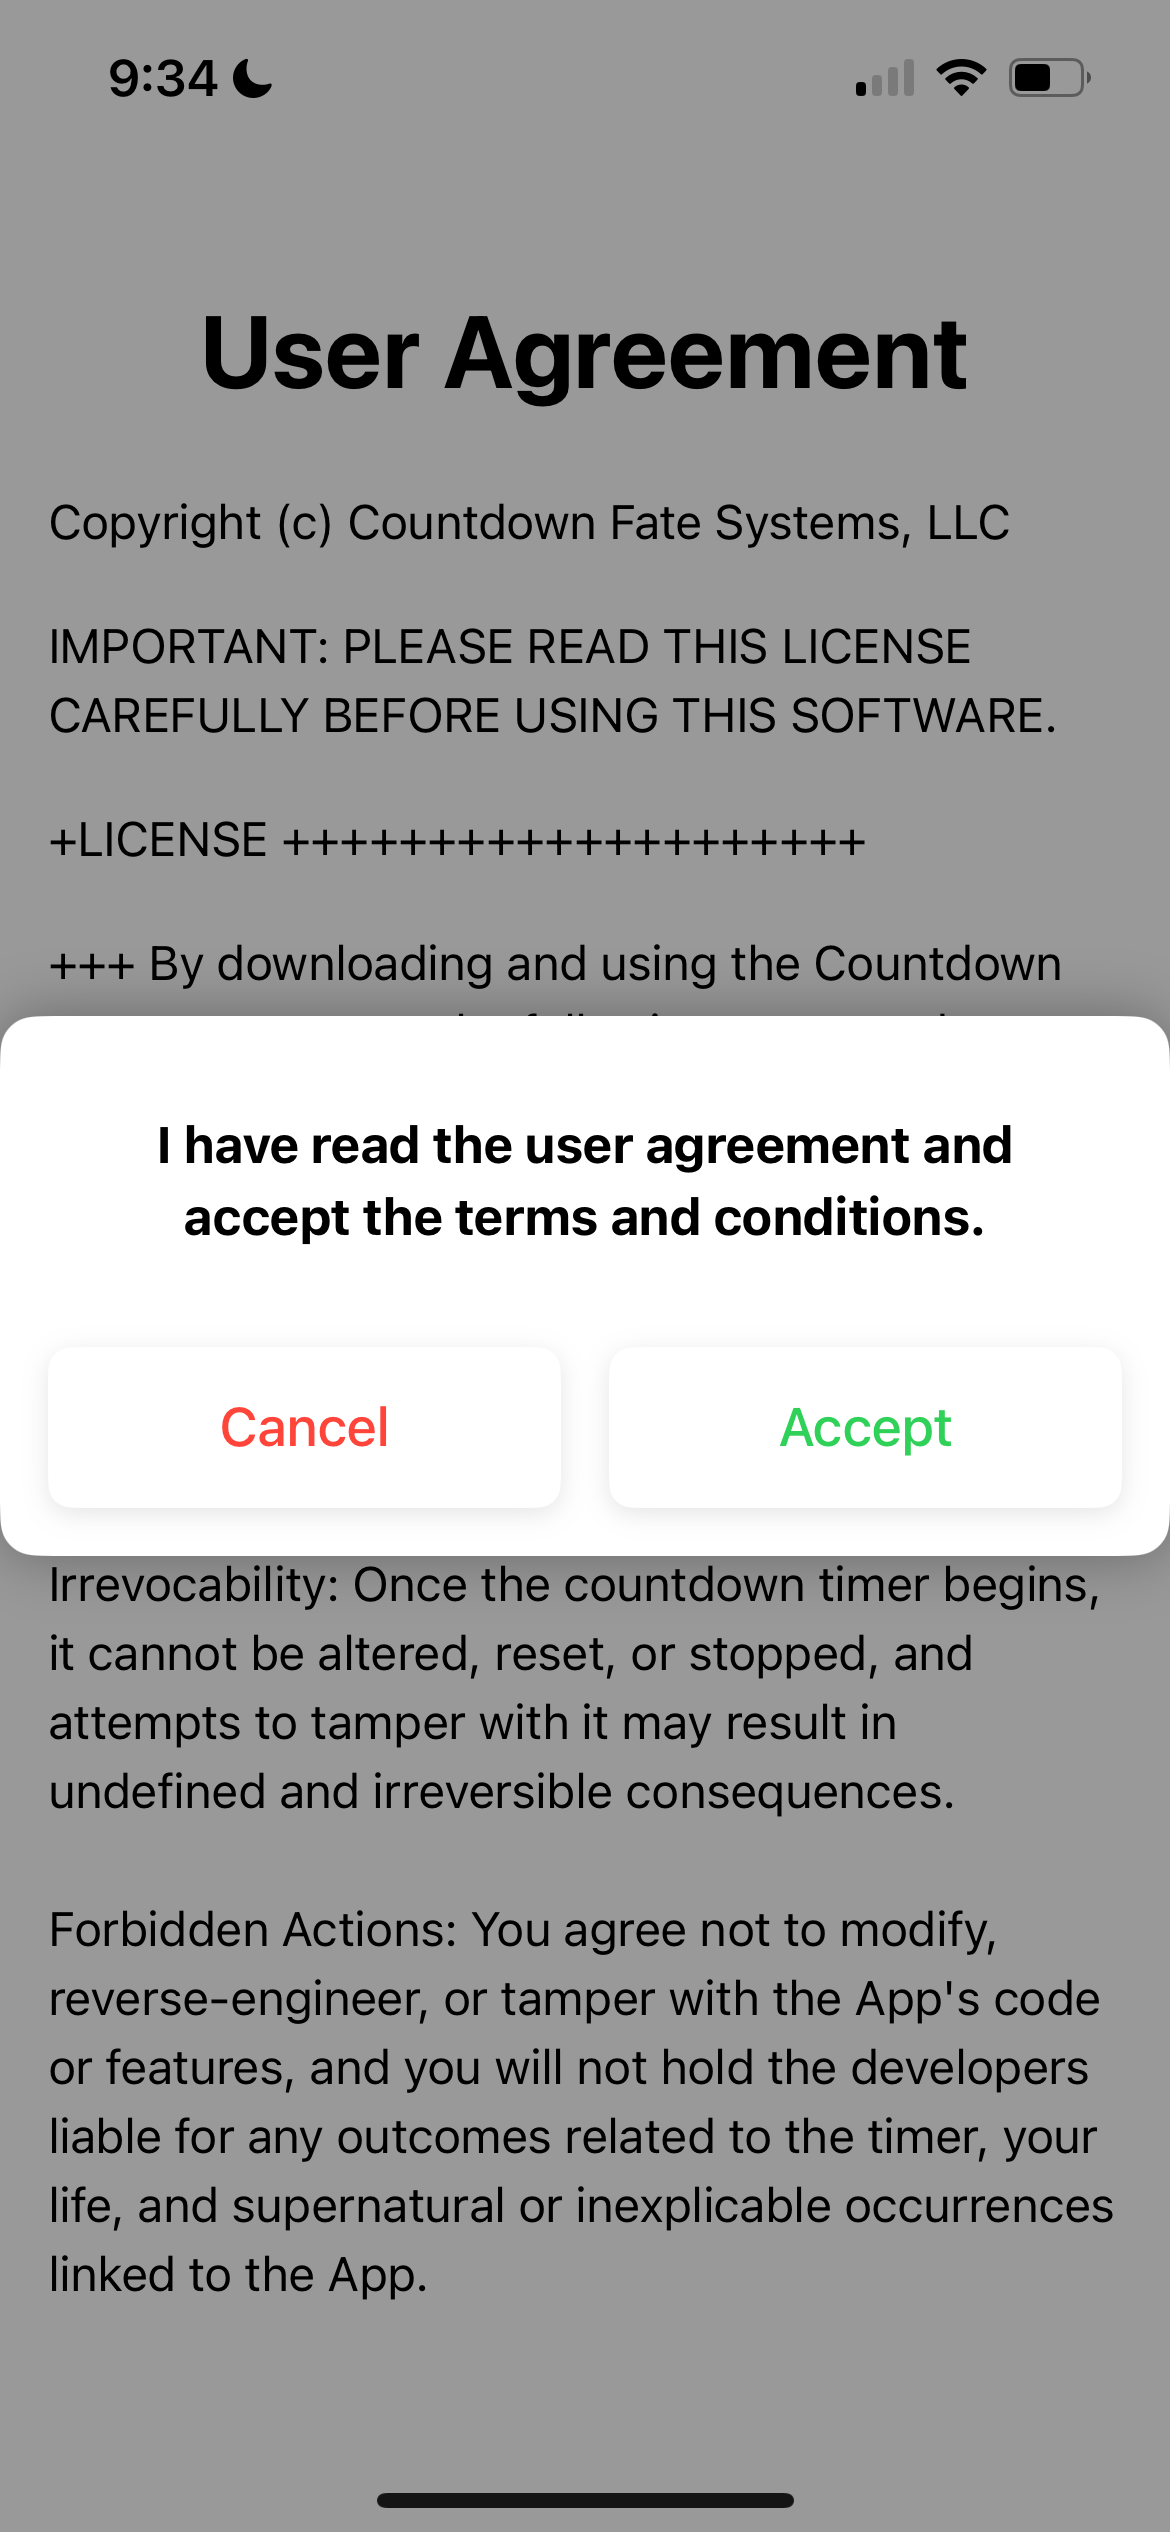 9:34
User Agreement
Copyright (c) Countdown Fate Systems, LLC
IMPORTANT: PLEASE READ THIS LICENSE
CAREFULLY BEFORE USING THIS SOFTWARE.
+LICENSE ++++++++++++++++++++
+++ By downloading and using the Countdown
I have read the user agreement and
accept the terms and conditions.
Cancel
Accept
Irrevocability: Once the countdown timer begins,
it cannot be altered, reset, or stopped, and
attempts to tamper with it may result in
undefined and irreversible consequences.
Forbidden Actions: You agree not to modify,
reverse-engineer, or tamper with the App's code
or features, and you will not hold the developers
liable for any outcomes related to the timer, your
life, and supernatural or inexplicable occurrences
linked to the App.